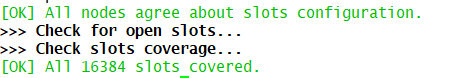 [OK] All nodes agree about slots configuration.
>>> Check for open slots...
>>> Check slots coverage...
[OK] All 16384 slots covered.